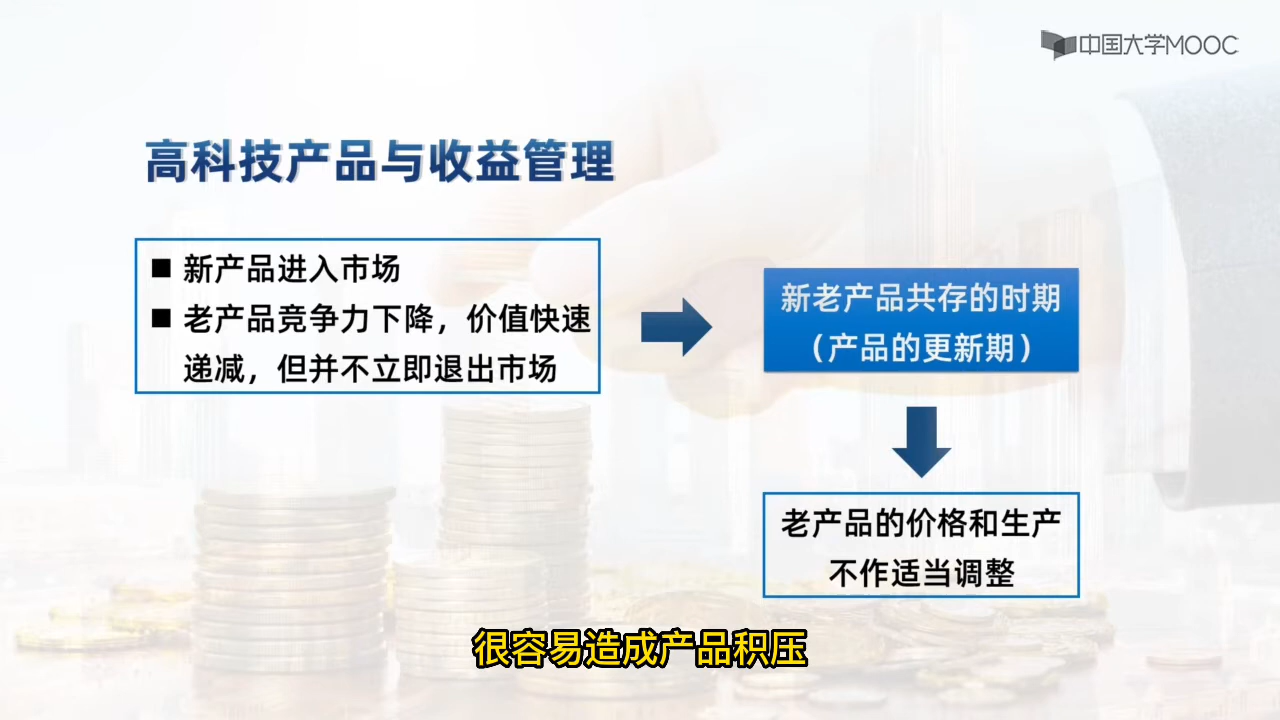 中国大学MOOC
高科技产品与收益管理
■ 新产品进入市场
■ 老产品竞争力下降，价值快速
递减，但并不立即退出市场
新老产品共存的时期
（产品的更新期）
老产品的价格和生产
不作适当调整
很容易造成产品积压